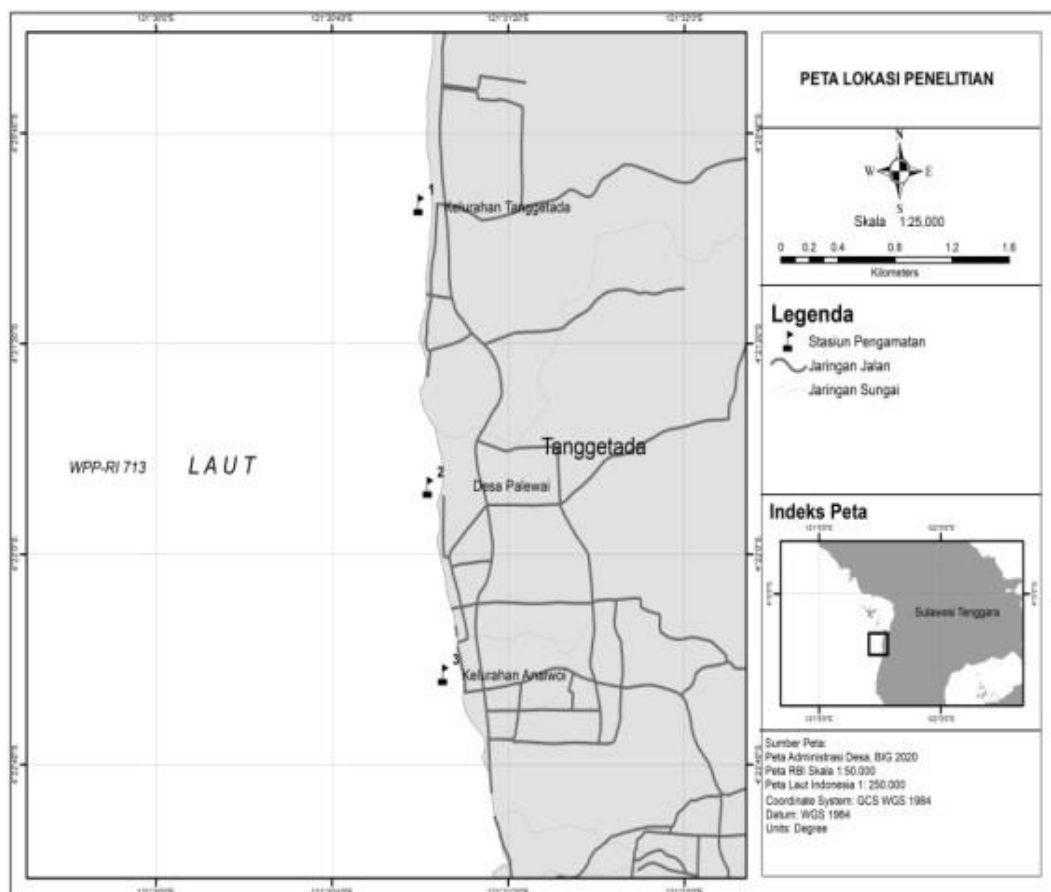 PETA LOKASI PENELITIAN
N
W E
S
Skala 1:25,000
0 0.2 0.4 0.8 1.2 1.6
Kilometers
Legenda
Stasiun Pengamatan
Jaringan Jalan
Jaringan Sungai
1
Kelurahan Tanggetada
Tanggetada
WPP-RI 713 LAUT
2
Desa Palewai
3
Kelurahan Anaiwoi
Indeks Peta
Sulawesi Tenggara
Sumber Peta:
Peta Administrasi Desa, BIG 2020
Peta RBI Skala 1:50.000
Peta Laut Indonesia 1: 250.000
Coordinate System: GCS WGS 1984
Datum: WGS 1984
Units: Degree